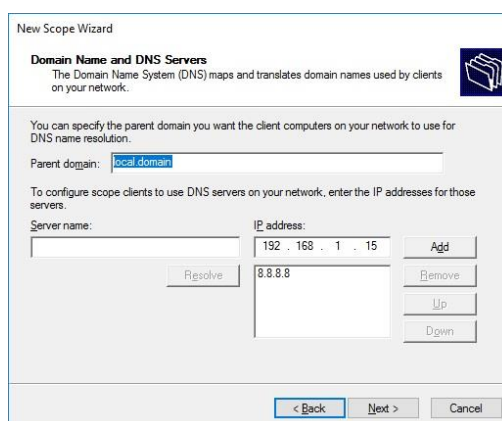 New Scope Wizard
Domain Name and DNS Servers
The Domain Name System (DNS) maps and translates domain names used by clients
on your network.
You can specify the parent domain you want the client computers on your network to use for
DNS name resolution.
Parent domain: local.domain
To configure scope clients to use DNS servers on your network, enter the IP addresses for those
servers.
Server name: IP address:
192 . 168 . 1 . 15 Add
Resolve 8.8.8.8 Remove
Up
Down
< Back Next > Cancel